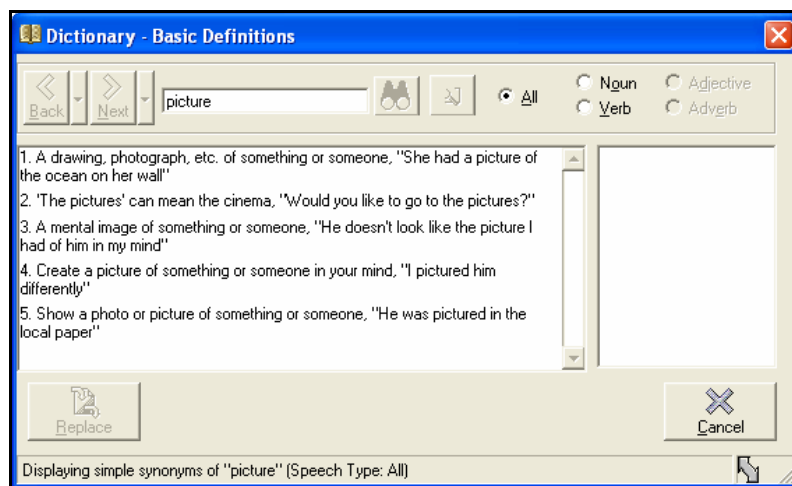 Dictionary - Basic Definitions
Back
Next
picture
All
Noun
Verb
Adjective
Adverb
1. A drawing, photograph, etc. of something or someone, "She had a picture of
the ocean on her wall"
2. 'The pictures' can mean the cinema, "Would you like to go to the pictures?"
3. A mental image of something or someone, "He doesn't look like the picture I
had of him in my mind"
4. Create a picture of something or someone in your mind, "I pictured him
differently"
5. Show a photo or picture of something or someone, "He was pictured in the
local paper"
Replace
Cancel
Displaying simple synonyms of "picture" (Speech Type: All)